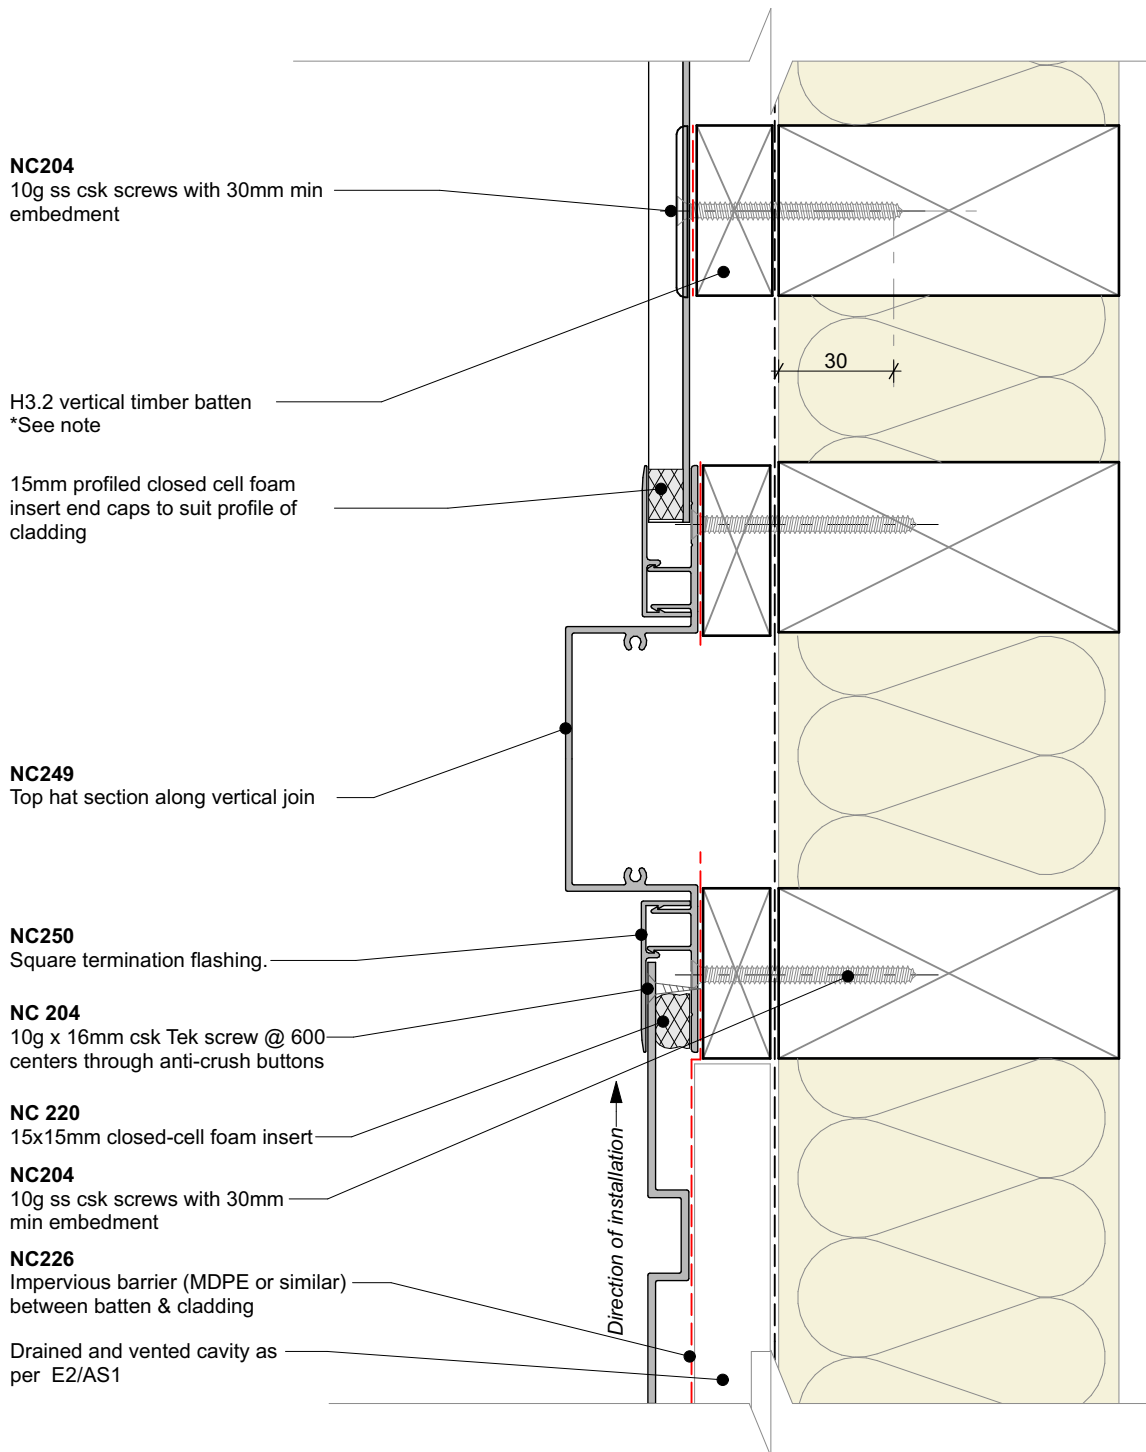 NC204
10g ss csk screws with 30mm min
embedment
30
H3.2 vertical timber batten
*See note
15mm profiled closed cell foam
insert end caps to suit profile of
cladding
NC249
Top hat section along vertical join
NC250
Square termination flashing.
NC 204
10g x 16mm csk Tek screw @ 600
centers through anti-crush buttons
NC 220
15x15mm closed-cell foam insert
NC204
10g ss csk screws with 30mm
min embedment
NC226
Impervious barrier (MDPE or similar)
between batten & cladding
Drained and vented cavity as
per E2/AS1
Direction of installation